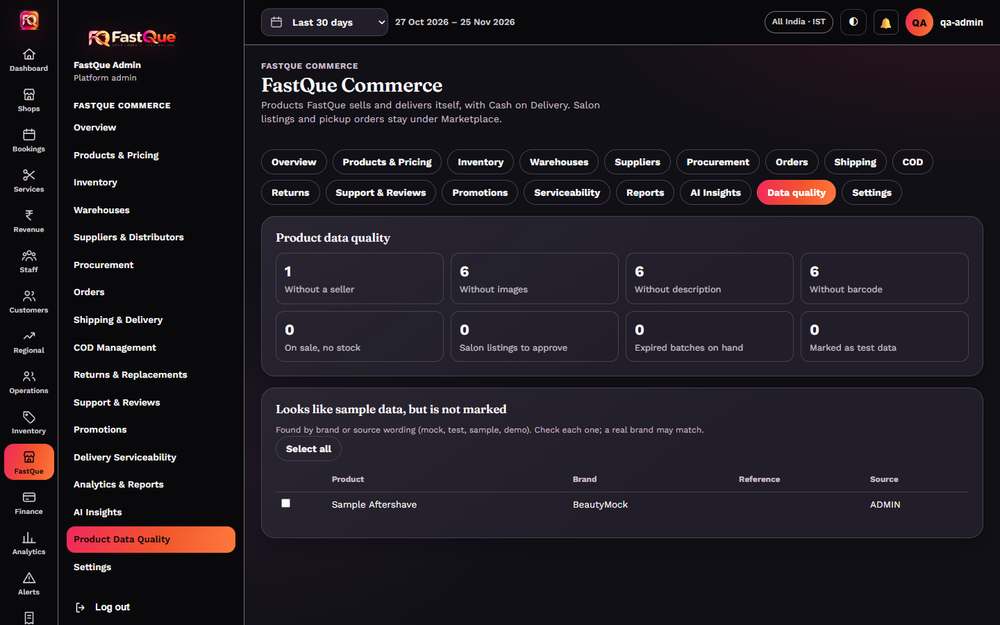 Dashboard
Shops
Bookings
Services
Revenue
Staff
Customers
Regional
Operations
Inventory
FastQue
Finance
Analytics
Alerts
FastQue
FastQue Admin
Platform admin
FASTQUE COMMERCE
Overview
Products & Pricing
Inventory
Warehouses
Suppliers & Distributors
Procurement
Orders
Shipping & Delivery
COD Management
Returns & Replacements
Support & Reviews
Promotions
Delivery Serviceability
Analytics & Reports
AI Insights
Product Data Quality
Settings
Log out
Last 30 days 27 Oct 2026 – 25 Nov 2026 All India · IST QA qa-admin
FASTQUE COMMERCE
FastQue Commerce
Products FastQue sells and delivers itself, with Cash on Delivery. Salon
listings and pickup orders stay under Marketplace.
Overview Products & Pricing Inventory Warehouses Suppliers Procurement Orders Shipping COD
Returns Support & Reviews Promotions Serviceability Reports AI Insights Data quality Settings
Product data quality
1 6 6 6
Without a seller Without images Without description Without barcode
0 0 0 0
On sale, no stock Salon listings to approve Expired batches on hand Marked as test data
Looks like sample data, but is not marked
Found by brand or source wording (mock, test, sample, demo). Check each one; a real brand may match.
Select all
Product Brand Reference Source
Sample Aftershave BeautyMock ADMIN